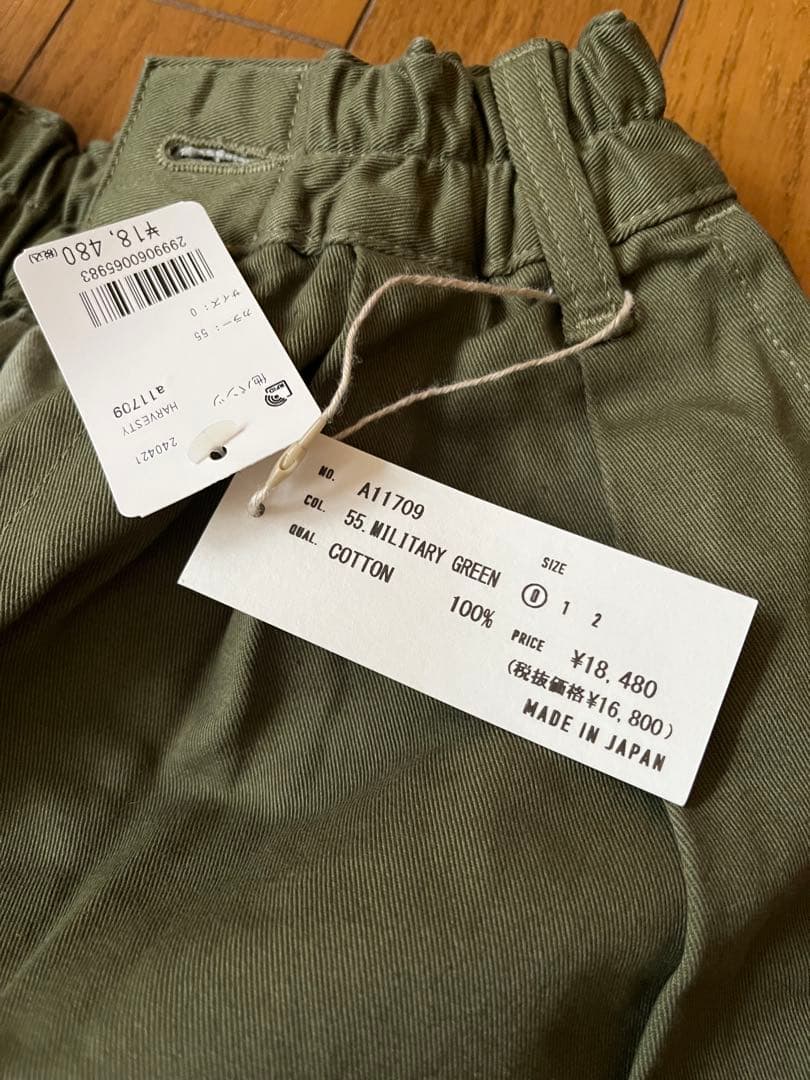 ¥18,480(税込)
2999060065983
サイズ：0
カラー：55
他パンツ
RFID
a11709
HARVESTY
240421
NO. A11709
COL. 55.MILITARY GREEN
QUAL. COTTON 100%
SIZE
0 1 2
PRICE ¥18,480
(税抜価格¥16,800)
MADE IN JAPAN